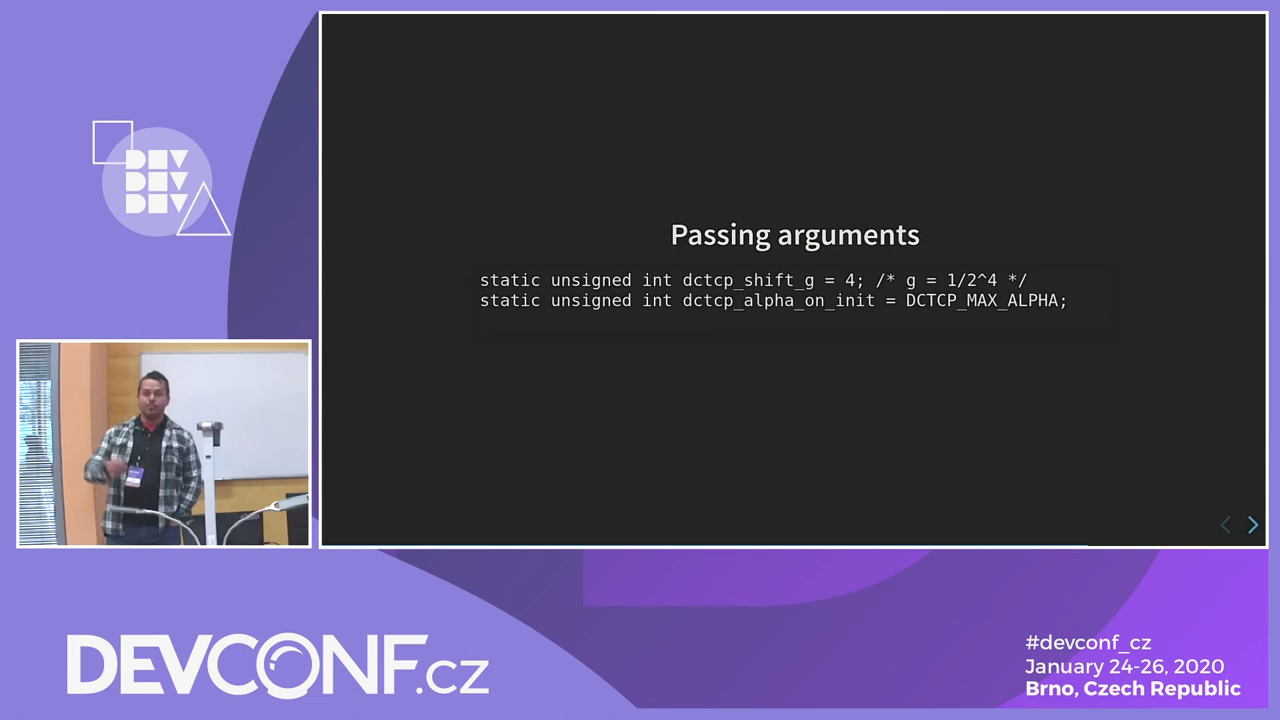 DEV
DEV
DEV
Passing arguments
static unsigned int dctcp_shift_g = 4; /* g = 1/2^4 */
static unsigned int dctcp_alpha_on_init = DCTCP_MAX_ALPHA;
DEVCONF.cz
#devconf_cz
January 24-26, 2020
Brno, Czech Republic